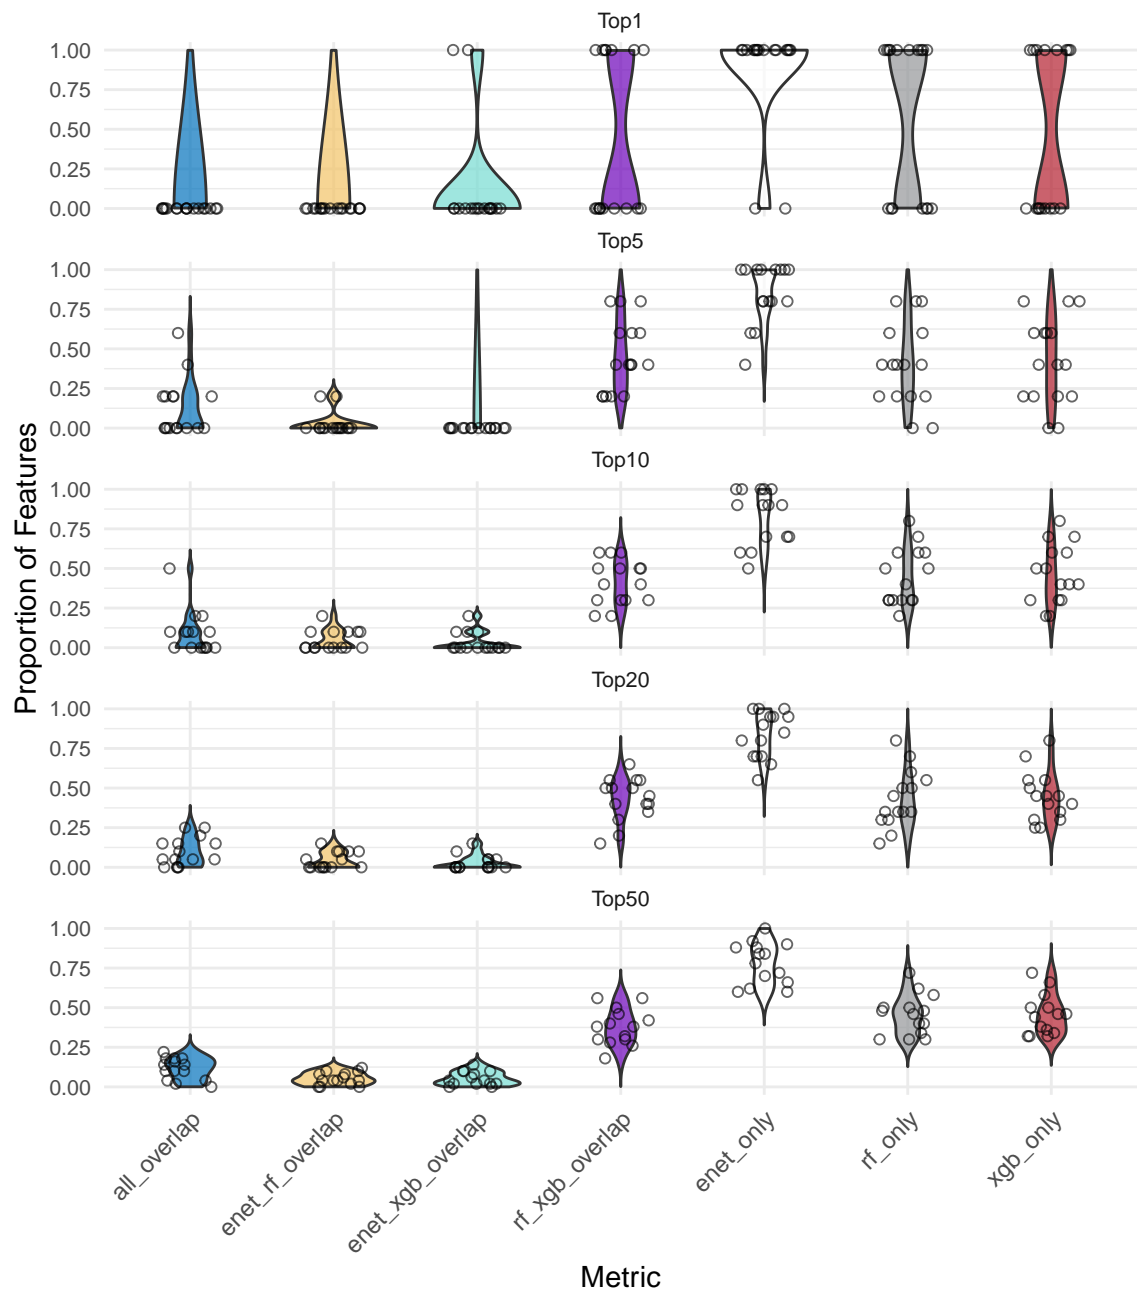 Top1
1.00
0.75
0.50
0.25
0.00
Top5
1.00
0.75
0.50
0.25
0.00
Top10
1.00
0.75
0.50
0.25
0.00
Top20
1.00
0.75
0.50
0.25
0.00
Top50
1.00
0.75
0.50
0.25
0.00
Proportion of Features
all_overlap
enet_rf_overlap
enet_xgb_overlap
rf_xgb_overlap
enet_only
rf_only
xgb_only
Metric